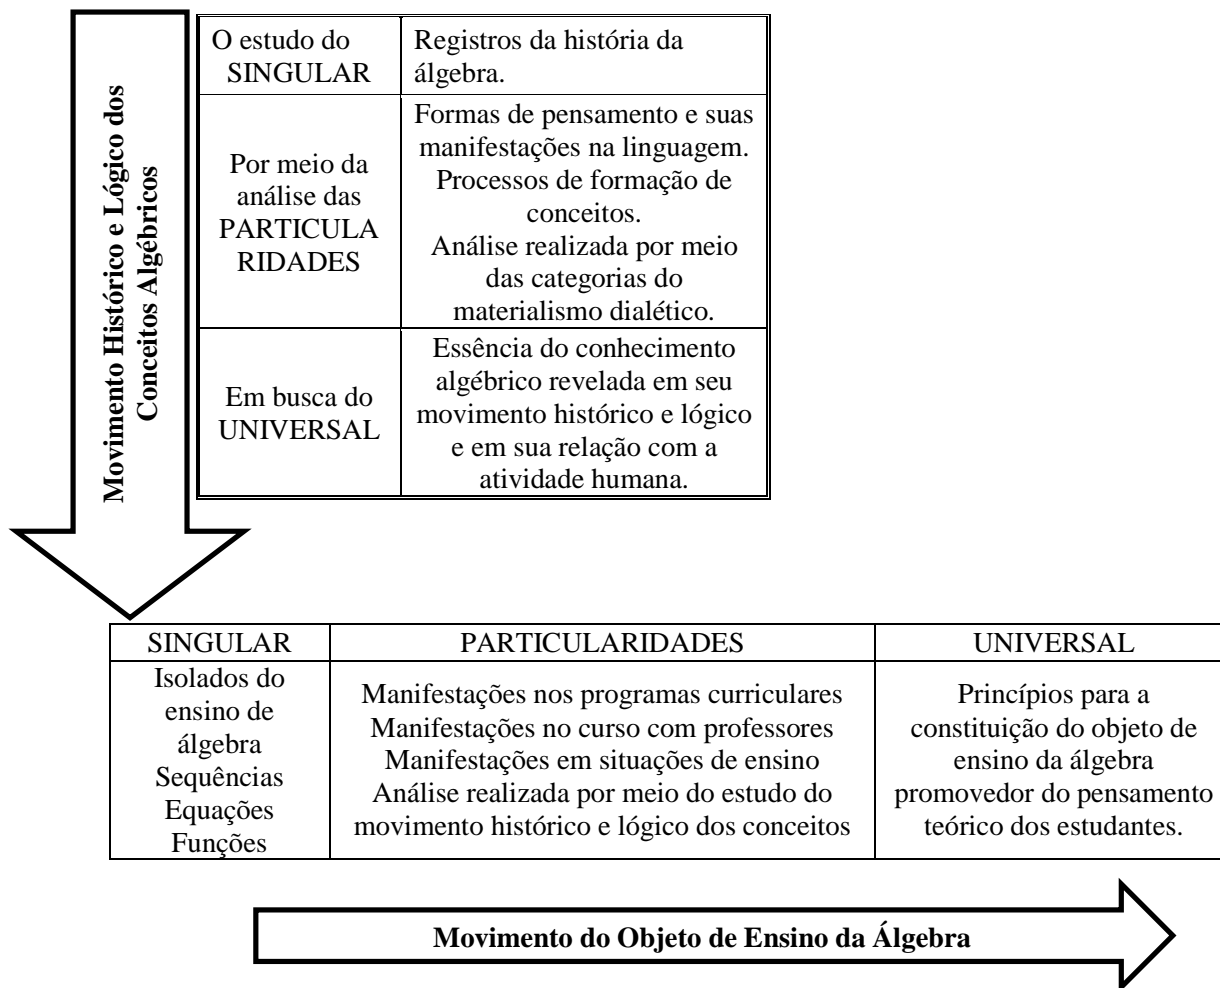 Movimento Histórico e Lógico dos
Conceitos Algébricos
O estudo do
SINGULAR
Registros da história da
álgebra.
Por meio da
análise das
PARTICULA
RIDADES
Formas de pensamento e suas
manifestações na linguagem.
Processos de formação de
conceitos.
Análise realizada por meio
das categorias do
materialismo dialético.
Em busca do
UNIVERSAL
Essência do conhecimento
algébrico revelada em seu
movimento histórico e lógico
e em sua relação com a
atividade humana.
SINGULAR
PARTICULARIDADES
UNIVERSAL
Isolados do
ensino de
álgebra
Sequências
Equações
Funções
Manifestações nos programas curriculares
Manifestações no curso com professores
Manifestações em situações de ensino
Análise realizada por meio do estudo do
movimento histórico e lógico dos conceitos
Princípios para a
constituição do objeto de
ensino da álgebra
promovedor do pensamento
teórico dos estudantes.
Movimento do Objeto de Ensino da Álgebra